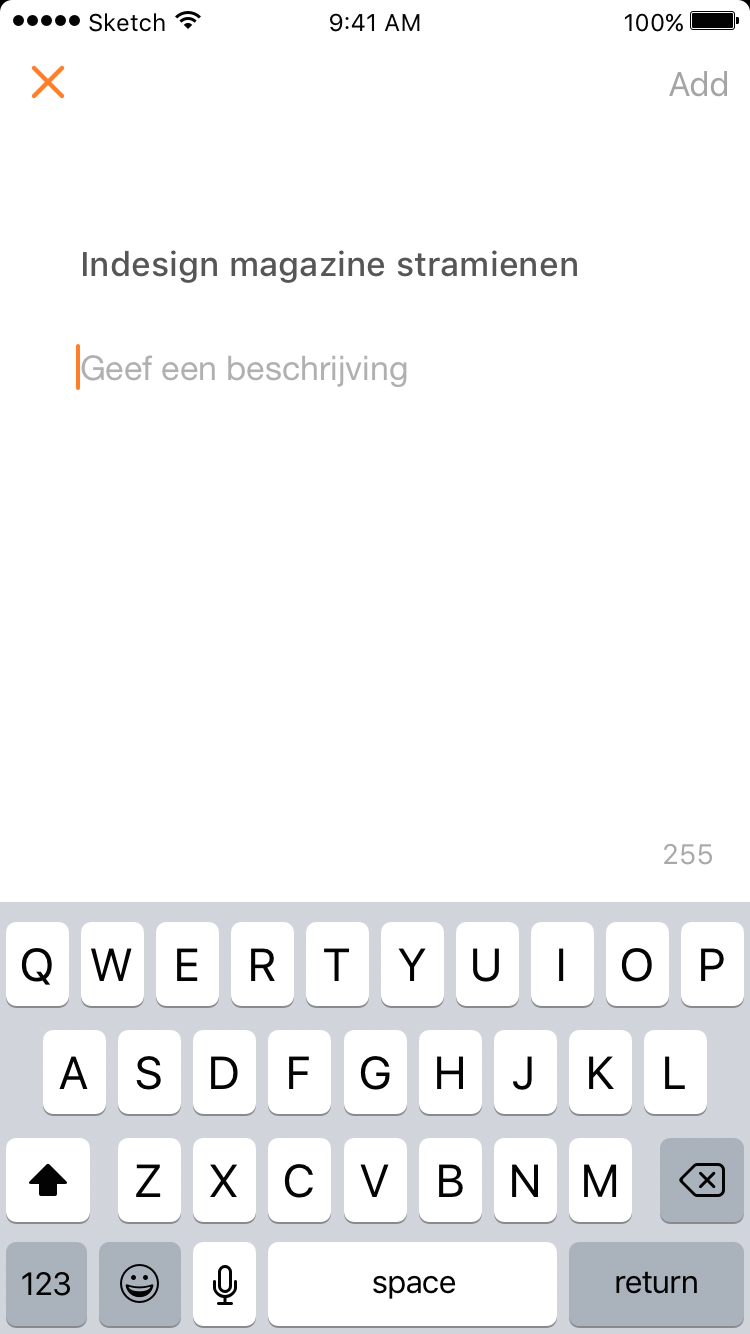 Sketch 9:41 AM 100%
Add
Indesign magazine stramienen
Geef een beschrijving
255
Q W E R T Y U I O P
A S D F G H J K L
Z X C V B N M
123 space return